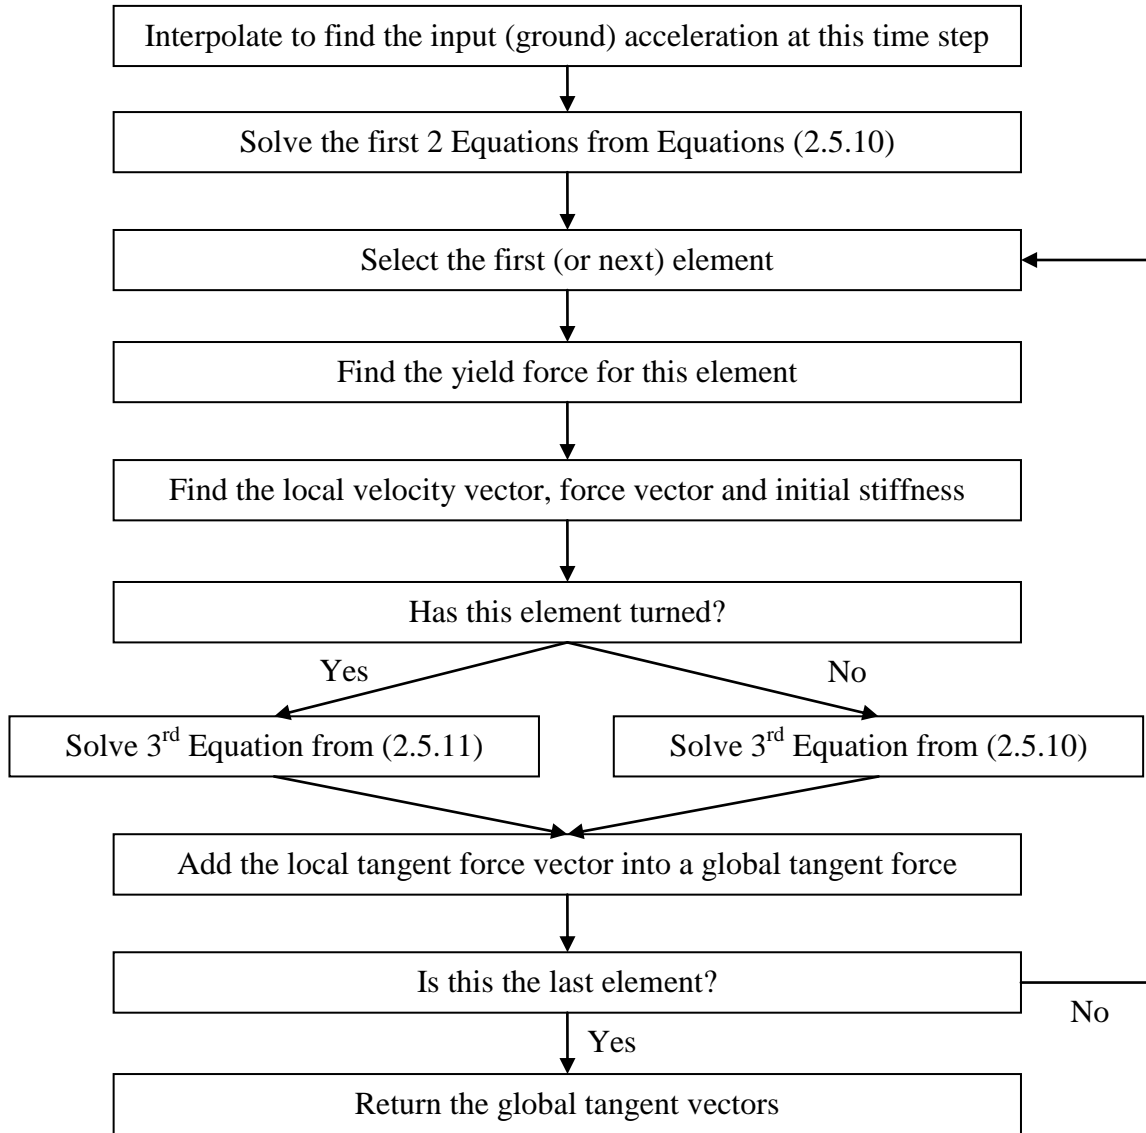 Interpolate to find the input (ground) acceleration at this time step
Solve the first 2 Equations from Equations (2.5.10)
Select the first (or next) element
Find the yield force for this element
Find the local velocity vector, force vector and initial stiffness
Has this element turned?
Yes
No
Solve 3rd Equation from (2.5.11)
Solve 3rd Equation from (2.5.10)
Add the local tangent force vector into a global tangent force
Is this the last element?
No
Yes
Return the global tangent vectors